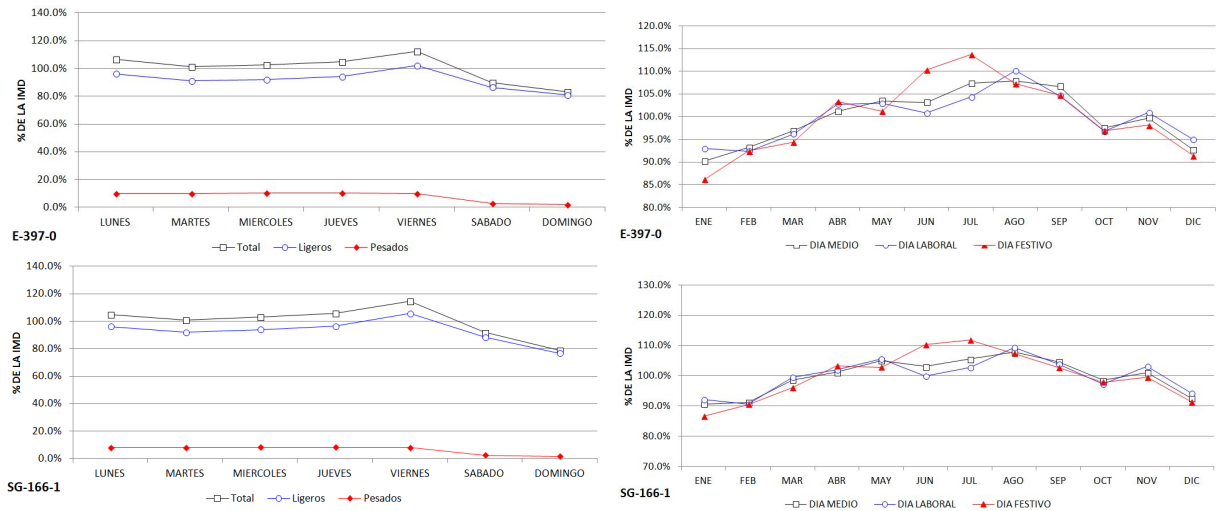 140.0%
120.0%
100.0%
80.0%
60.0%
40.0%
20.0%
0.0%
% DE LA IMD
LUNES MARTES MIERCOLES JUEVES VIERNES SABADO DOMINGO
E-397-0
Total Ligeros Pesados
120.0%
115.0%
110.0%
105.0%
100.0%
95.0%
90.0%
85.0%
80.0%
% DE LA IMD
ENE FEB MAR ABR MAY JUN JUL AGO SEP OCT NOV DIC
E-397-0
DIA MEDIO DIA LABORAL DIA FESTIVO
140.0%
120.0%
100.0%
80.0%
60.0%
40.0%
20.0%
0.0%
% DE LA IMD
LUNES MARTES MIERCOLES JUEVES VIERNES SABADO DOMINGO
SG-166-1
Total Ligeros Pesados
130.0%
120.0%
110.0%
100.0%
90.0%
80.0%
70.0%
% DE LA IMD
ENE FEB MAR ABR MAY JUN JUL AGO SEP OCT NOV DIC
SG-166-1
DIA MEDIO DIA LABORAL DIA FESTIVO